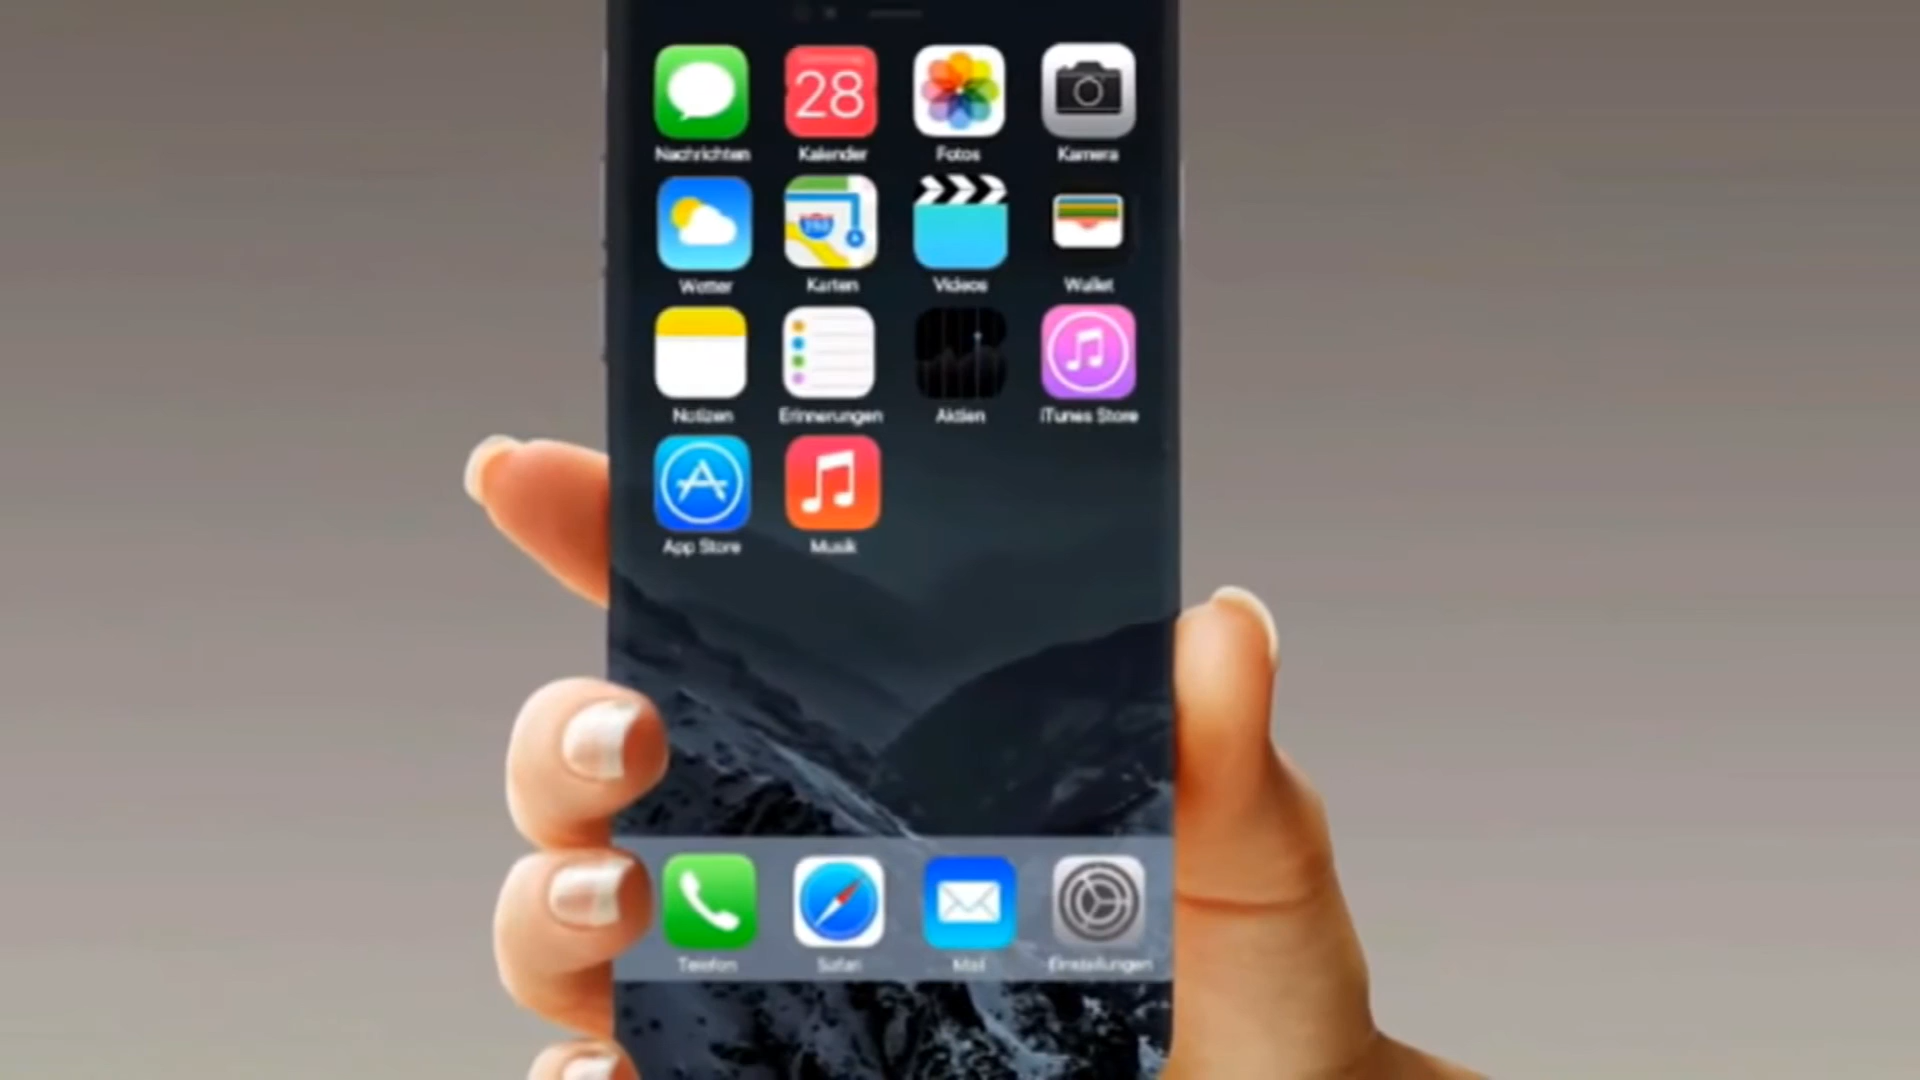 28
Nachrichten Kalender Fotos Kamera
280
Wetter Karten Videos Wallet
Notizen Erinnerungen Aktien iTunes Store
App Store Musik
Telefon Safari Mail Einstellungen